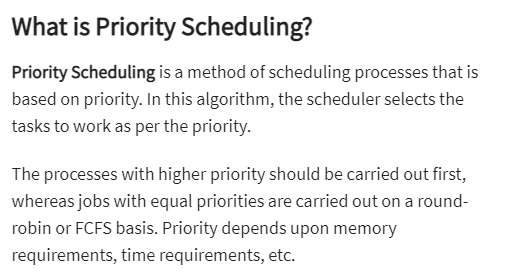 What is Priority Scheduling?
Priority Scheduling is a method of scheduling processes that is
based on priority. In this algorithm, the scheduler selects the
tasks to work as per the priority.
The processes with higher priority should be carried out first,
whereas jobs with equal priorities are carried out on a round-
robin or FCFS basis. Priority depends upon memory
requirements, time requirements, etc.